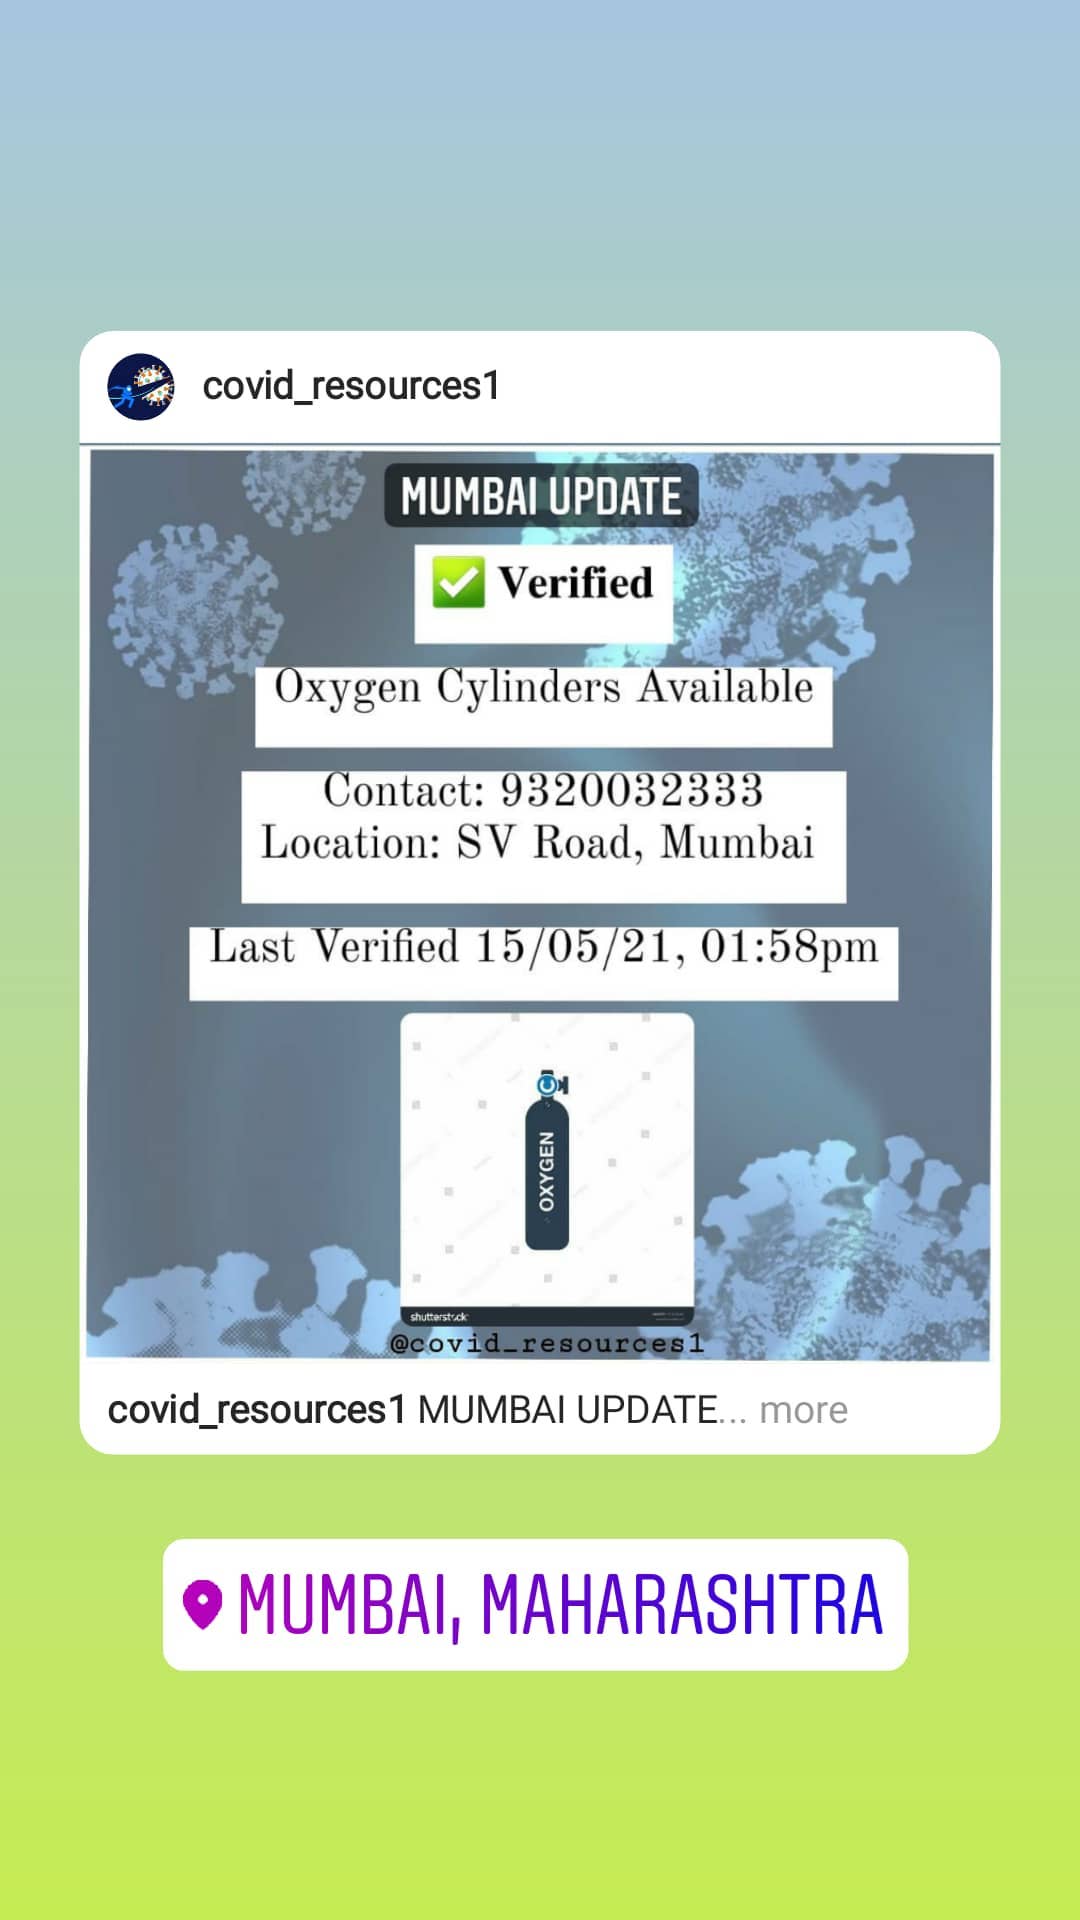 covid_resources1
MUMBAI UPDATE
✅ Verified
Oxygen Cylinders Available
Contact: 9320032333
Location: SV Road, Mumbai
Last Verified 15/05/21, 01:58pm
OXYGEN
shutterstock
@covid_resources1
covid_resources1 MUMBAI UPDATE... more
MUMBAI, MAHARASHTRA